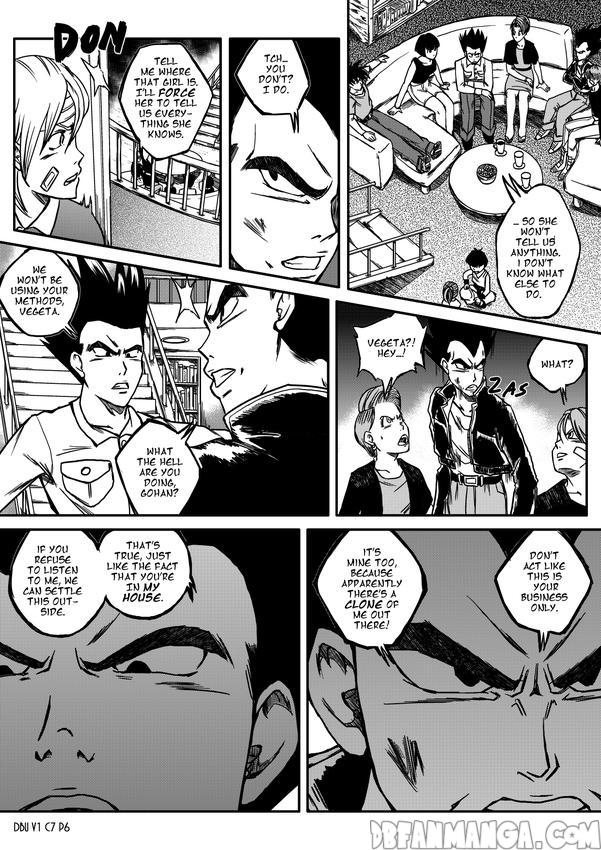 ... SO SHE
WON'T
TELL US
ANYTHING.
I DON'T
KNOW WHAT
ELSE TO
DO.
TCH...
YOU
DON'T?
I DO.
TELL
ME WHERE
THAT GIRL IS.
I'LL FORCE
HER TO TELL
US EVERY-
THING SHE
KNOWS.
DON
WHAT?
VEGETA?!
HEY...!
ZAS
WE
WON'T BE
USING YOUR
METHODS,
VEGETA.
WHAT
THE HELL
ARE YOU
DOING,
GOHAN?
DON'T
ACT LIKE
THIS IS
YOUR
BUSINESS
ONLY.
IT'S
MINE TOO,
BECAUSE
APPARENTLY
THERE'S
A CLONE OF
ME OUT
THERE!
THAT'S
TRUE, JUST
LIKE THE FACT
THAT YOU'RE
IN MY
HOUSE.
IF YOU
REFUSE
TO LISTEN
TO ME, WE
CAN SETTLE
THIS OUT-
SIDE.
DBU V1 C7 P6
DBFANMANGA.COM